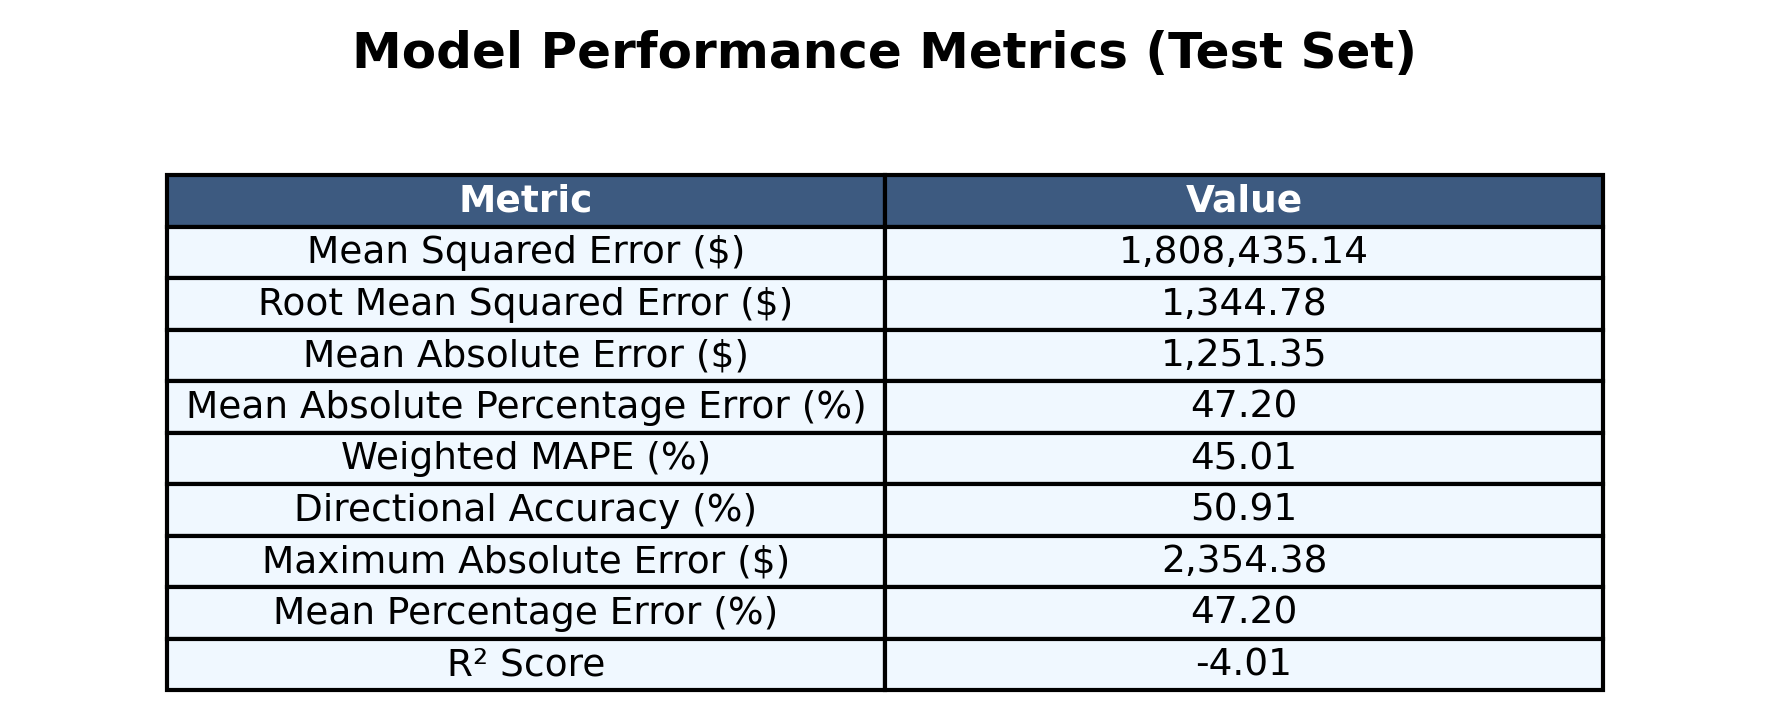 Model Performance Metrics (Test Set)
Metric Value
Mean Squared Error ($) 1,808,435.14
Root Mean Squared Error ($) 1,344.78
Mean Absolute Error ($) 1,251.35
Mean Absolute Percentage Error (%) 47.20
Weighted MAPE (%) 45.01
Directional Accuracy (%) 50.91
Maximum Absolute Error ($) 2,354.38
Mean Percentage Error (%) 47.20
R² Score -4.01